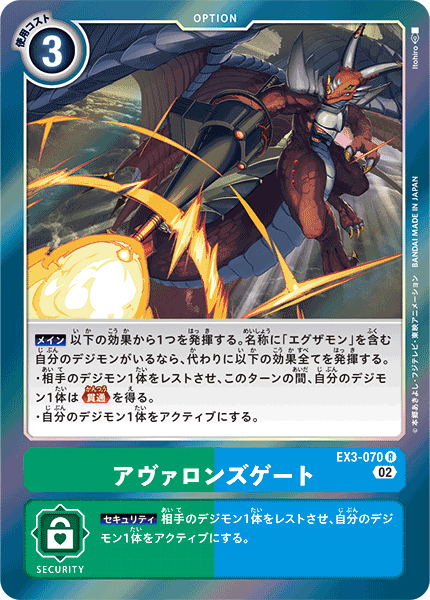 使用コスト
3
OPTION
Itohiro
メイン 以下の効果から1つを発揮する。名称に「エグザモン」を含む
自分のデジモンがいるなら、代わりに以下の効果全てを発揮する。
・相手のデジモン1体をレストさせ、このターンの間、自分のデジモ
ン1体は 貫通 を得る。
・自分のデジモン1体をアクティブにする。
© 本郷あきよし・フジテレビ・東映アニメーション BANDAI MADE IN JAPAN
EX3-070 R
アヴァロンズゲート
02
セキュリティ 相手のデジモン1体をレストさせ、自分のデジ
モン1体をアクティブにする。
SECURITY